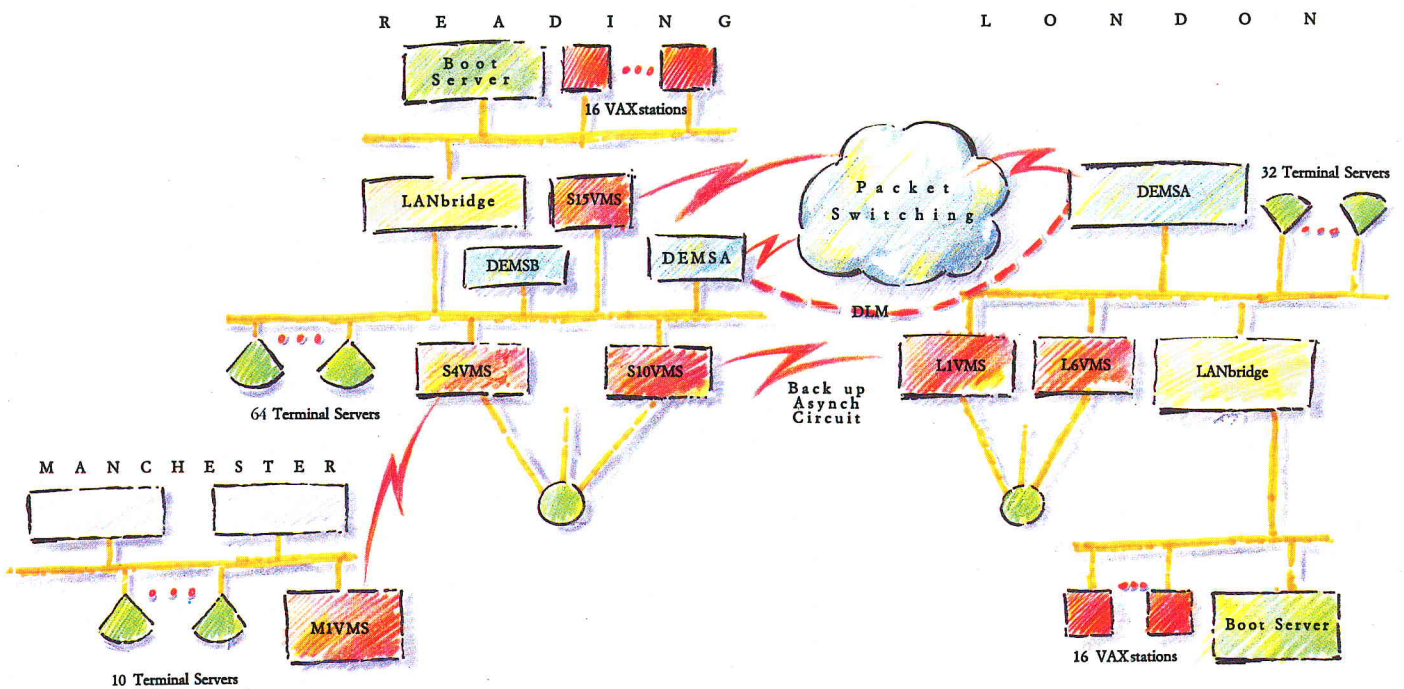 R E A D I N G
L O N D O N
Boot
Server
16 VAXstations
LANbridge
S15VMS
Packet
Switching
DEMSA
32 Terminal Servers
DEMSB
DEMSA
DLM
S4VMS
S10VMS
Back up
Asynch
Circuit
L1VMS
L6VMS
LANbridge
64 Terminal Servers
M A N C H E S T E R
M1VMS
10 Terminal Servers
16 VAXstations
Boot Server